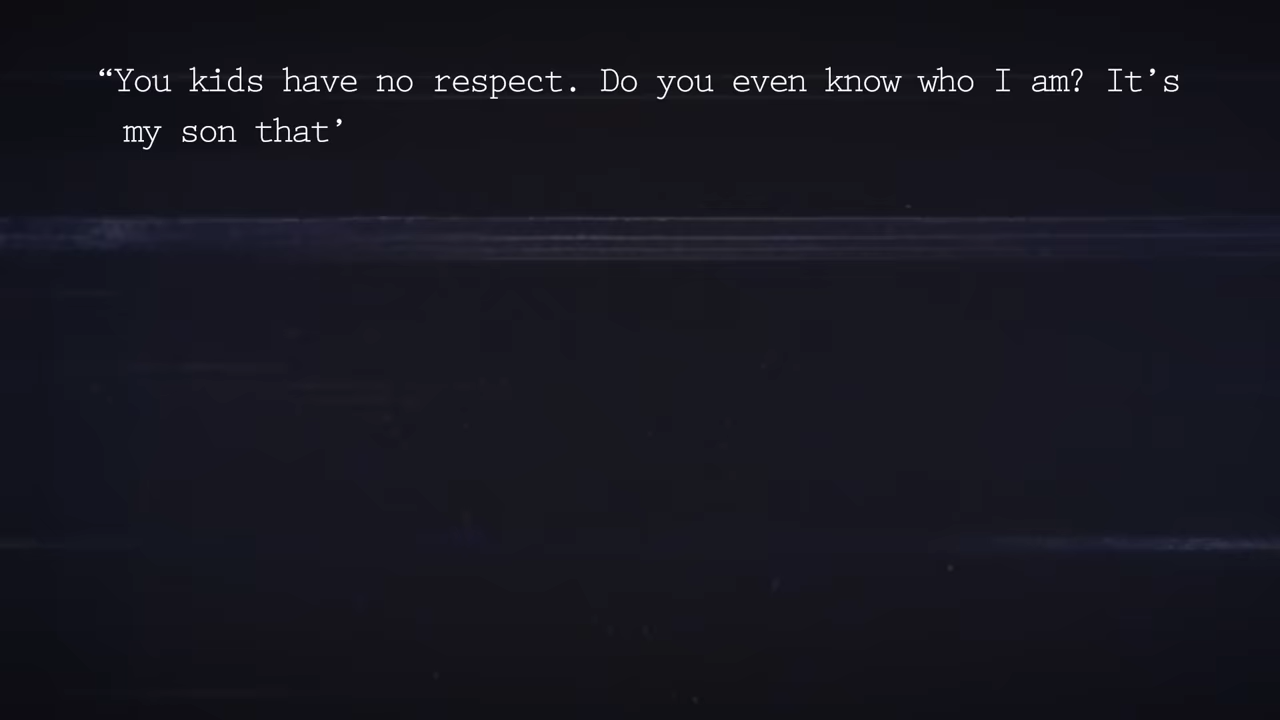 “You kids have no respect. Do you even know who I am? It’s
my son that’